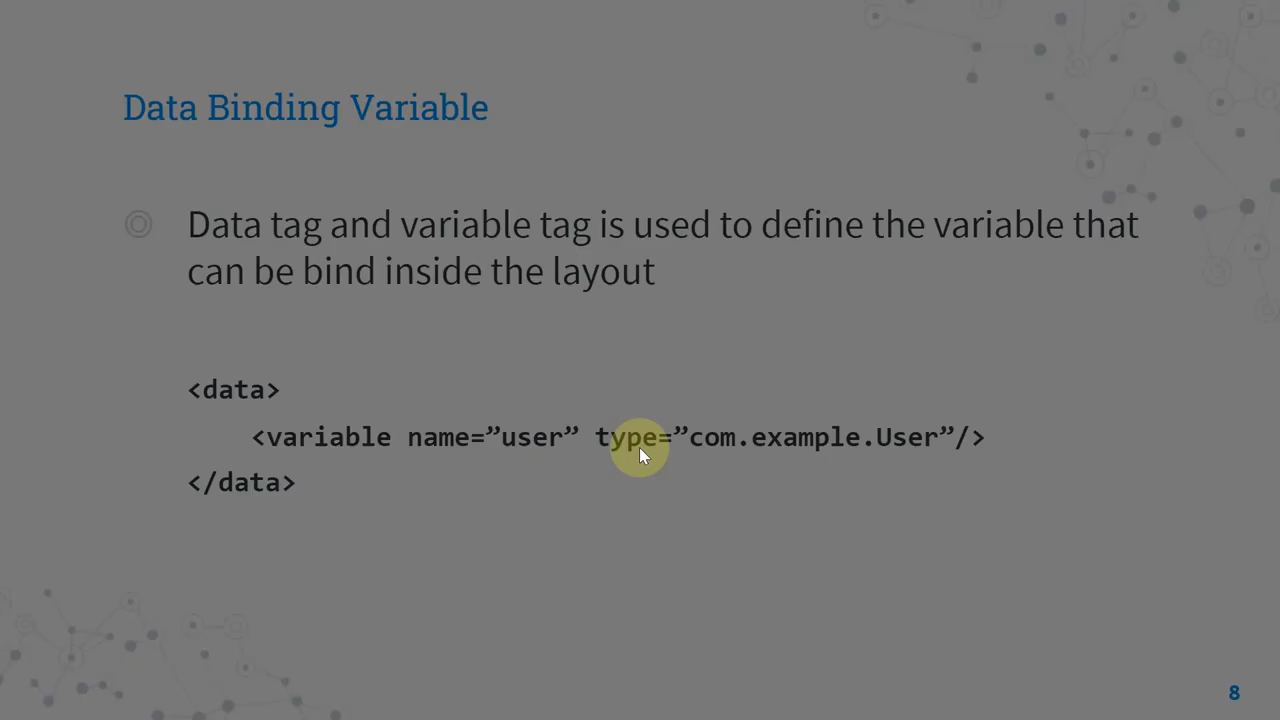 Data Binding Variable
Data tag and variable tag is used to define the variable that
can be bind inside the layout
<data>
<variable name=”user” type=”com.example.User”/>
</data>
8